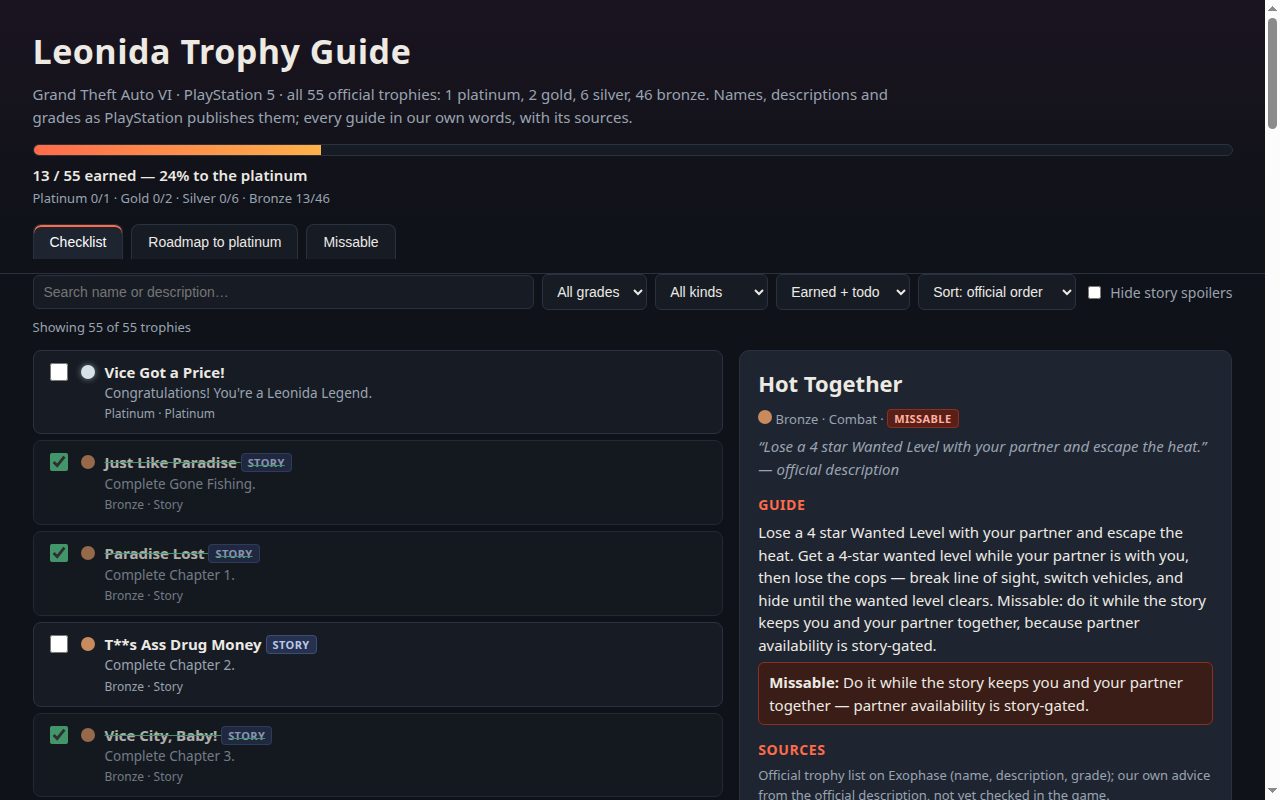 Leonida Trophy Guide
Grand Theft Auto VI · PlayStation 5 · all 55 official trophies: 1 platinum, 2 gold, 6 silver, 46 bronze. Names, descriptions and
grades as PlayStation publishes them; every guide in our own words, with its sources.
13 / 55 earned — 24% to the platinum
Platinum 0/1 · Gold 0/2 · Silver 0/6 · Bronze 13/46
Checklist
Roadmap to platinum
Missable
Search name or description…
All grades
All kinds
Earned + todo
Sort: official order
Hide story spoilers
Showing 55 of 55 trophies
Vice Got a Price!
Congratulations! You're a Leonida Legend.
Platinum · Platinum
Just Like Paradise STORY
Complete Gone Fishing.
Bronze · Story
Paradise Lost STORY
Complete Chapter 1.
Bronze · Story
T**s Ass Drug Money STORY
Complete Chapter 2.
Bronze · Story
Vice City, Baby! STORY
Complete Chapter 3.
Bronze · Story
Hot Together
Bronze · Combat · MISSABLE
“Lose a 4 star Wanted Level with your partner and escape the heat.”
— official description
GUIDE
Lose a 4 star Wanted Level with your partner and escape the
heat. Get a 4-star wanted level while your partner is with you,
then lose the cops — break line of sight, switch vehicles, and
hide until the wanted level clears. Missable: do it while the story
keeps you and your partner together, because partner
availability is story-gated.
Missable: Do it while the story keeps you and your partner
together — partner availability is story-gated.
SOURCES
Official trophy list on Exophase (name, description, grade); our own advice
from the official description, not yet checked in the game.